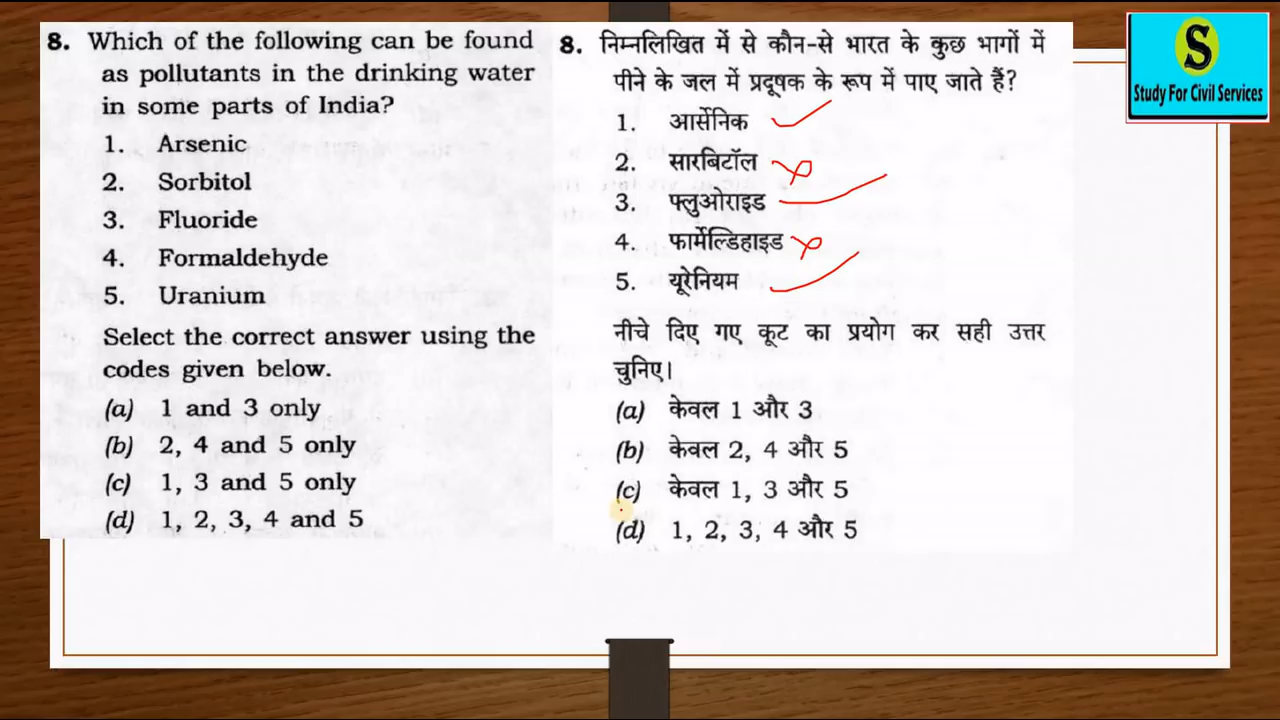 8. Which of the following can be found
as pollutants in the drinking water
in some parts of India?
1. Arsenic
2. Sorbitol
3. Fluoride
4. Formaldehyde
5. Uranium
Select the correct answer using the
codes given below.
(a) 1 and 3 only
(b) 2, 4 and 5 only
(c) 1, 3 and 5 only
(d) 1, 2, 3, 4 and 5
8. निम्नलिखित में से कौन-से भारत के कुछ भागों में
पीने के जल में प्रदूषक के रूप में पाए जाते हैं?
1. आर्सेनिक
2. सारबिटॉल
3. फ्लुओराइड
4. फार्मेल्डिहाइड
5. यूरेनियम
नीचे दिए गए कूट का प्रयोग कर सही उत्तर
चुनिए।
(a) केवल 1 और 3
(b) केवल 2, 4 और 5
(c) केवल 1, 3 और 5
(d) 1, 2, 3, 4 और 5
S
Study For Civil Services